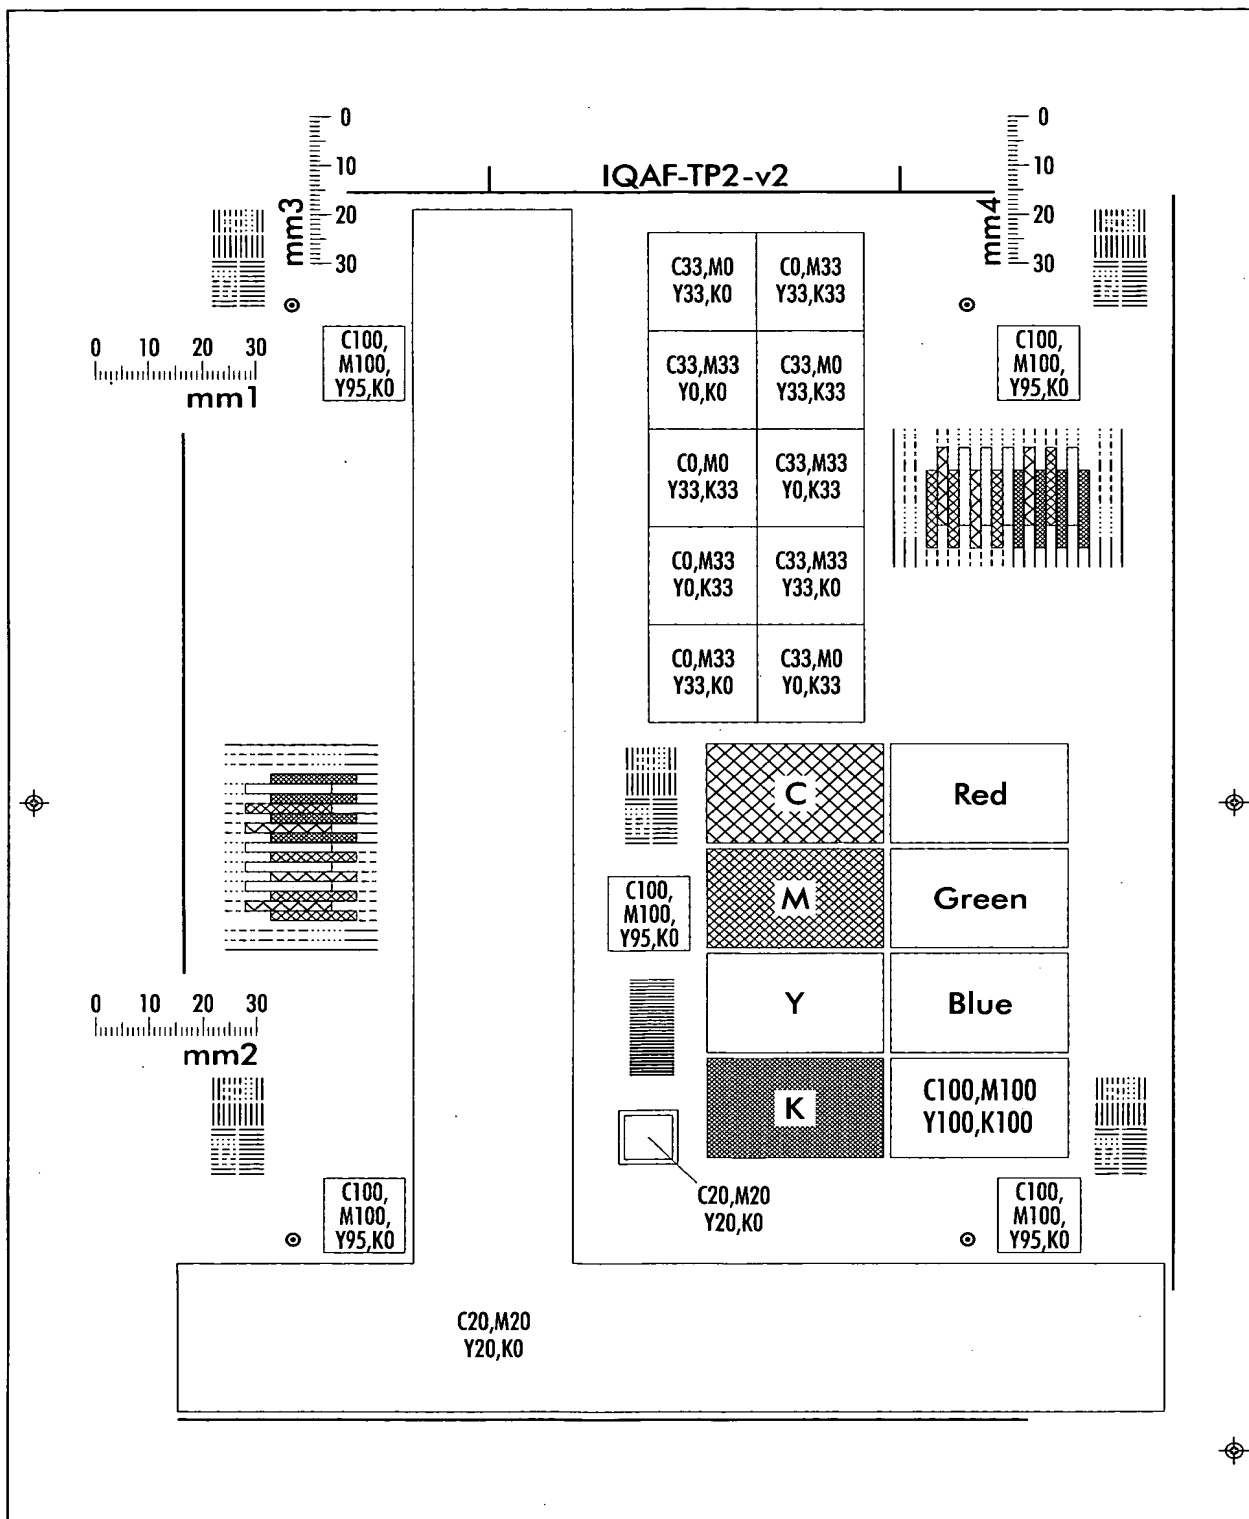 0
10
20
30
mm3
IQAF-TP2-v2
0
10
20
30
mm4
0 10 20 30
mm1
C100,
M100,
Y95,K0
C33,M0
Y33,K0
C0,M33
Y33,K33
C33,M33
Y0,K0
C33,M0
Y33,K33
C0,M0
Y33,K33
C33,M33
Y0,K33
C0,M33
Y0,K33
C33,M33
Y33,K0
C0,M33
Y33,K0
C33,M0
Y0,K33
C100,
M100,
Y95,K0
C
Red
M
Green
Y
Blue
K
C100,M100
Y100,K100
C100,
M100,
Y95,K0
C20,M20
Y20,K0
0 10 20 30
mm2
C100,
M100,
Y95,K0
C100,
M100,
Y95,K0
C20,M20
Y20,K0